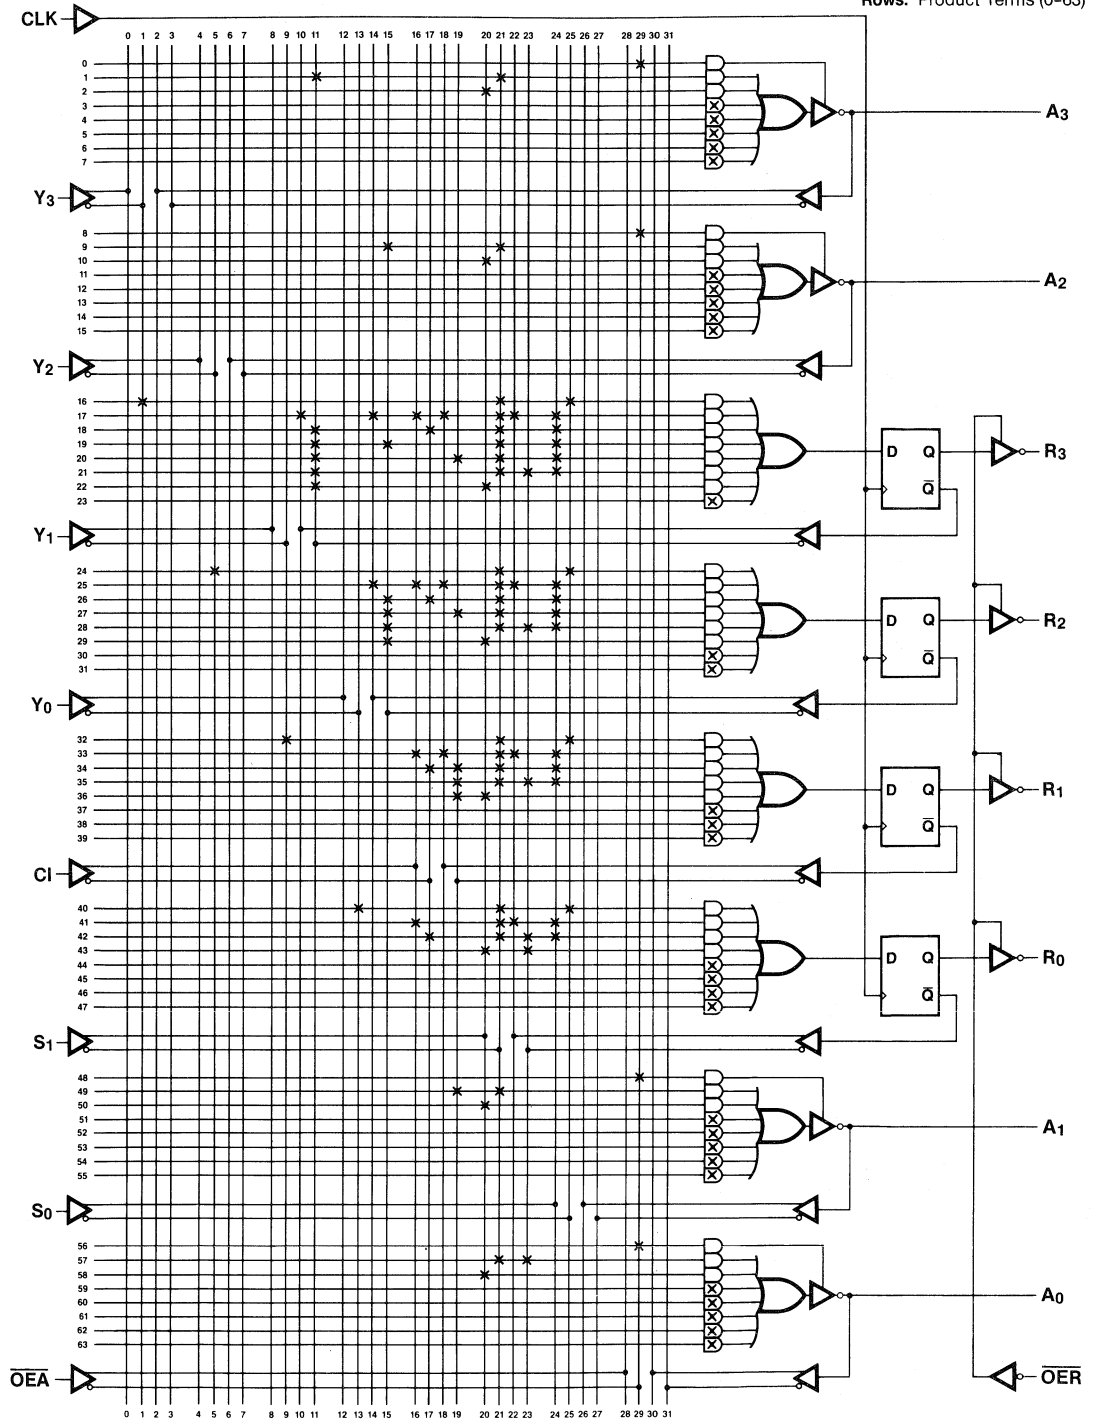 Rows: Product Terms (0-63)
CLK
0 1 2 3 4 5 6 7 8 9 10 11 12 13 14 15 16 17 18 19 20 21 22 23 24 25 26 27 28 29 30 31
0
1
2
3
4
5
6
7
A3
Y3
8
9
10
11
12
13
14
15
A2
Y2
16
17
18
19
20
21
22
23
D Q
Q̅
R3
Y1
24
25
26
27
28
29
30
31
D Q
Q̅
R2
Y0
32
33
34
35
36
37
38
39
D Q
Q̅
R1
CI
40
41
42
43
44
45
46
47
D Q
Q̅
R0
S1
48
49
50
51
52
53
54
55
A1
S0
56
57
58
59
60
61
62
63
A0
O̅E̅A̅
O̅E̅R̅
0 1 2 3 4 5 6 7 8 9 10 11 12 13 14 15 16 17 18 19 20 21 22 23 24 25 26 27 28 29 30 31